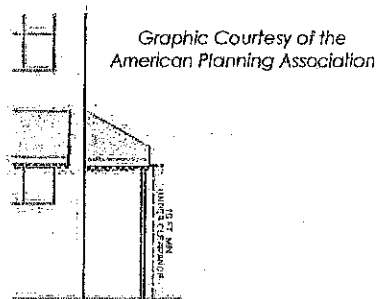 Graphic Courtesy of the
American Planning Association
10 FT. MIN
UNDER CLEARANCE